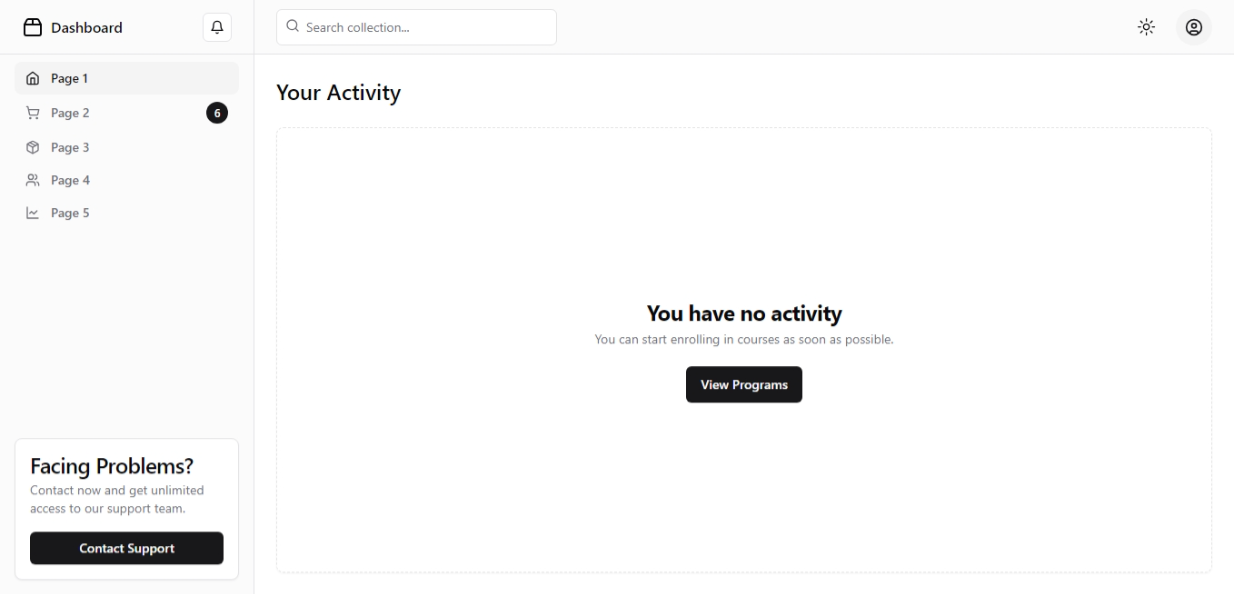 Dashboard
Search collection...
Page 1
Page 2
6
Page 3
Page 4
Page 5
Your Activity
You have no activity
You can start enrolling in courses as soon as possible.
View Programs
Facing Problems?
Contact now and get unlimited
access to our support team.
Contact Support